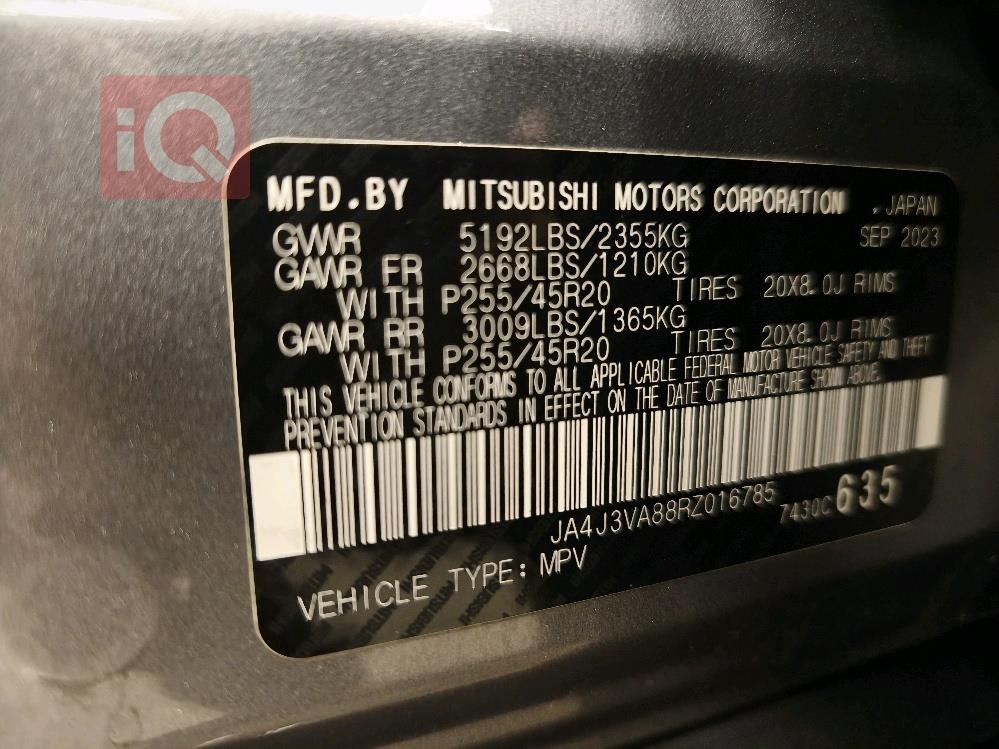 iQ
MFD.BY MITSUBISHI MOTORS CORPORATION .JAPAN
GVWR 5192LBS/2355KG SEP 2023
GAWR FR 2668LBS/1210KG
WITH P255/45R20 TIRES 20X8.0J RIMS
GAWR RR 3009LBS/1365KG
WITH P255/45R20 TIRES 20X8.0J RIMS
THIS VEHICLE CONFORMS TO ALL APPLICABLE FEDERAL MOTOR VEHICLE SAFETY AND THEFT
PREVENTION STANDARDS IN EFFECT ON THE DATE OF MANUFACTURE SHOWN ABOVE.
JA4J3VA88RZ016785 7430C 635
VEHICLE TYPE: MPV